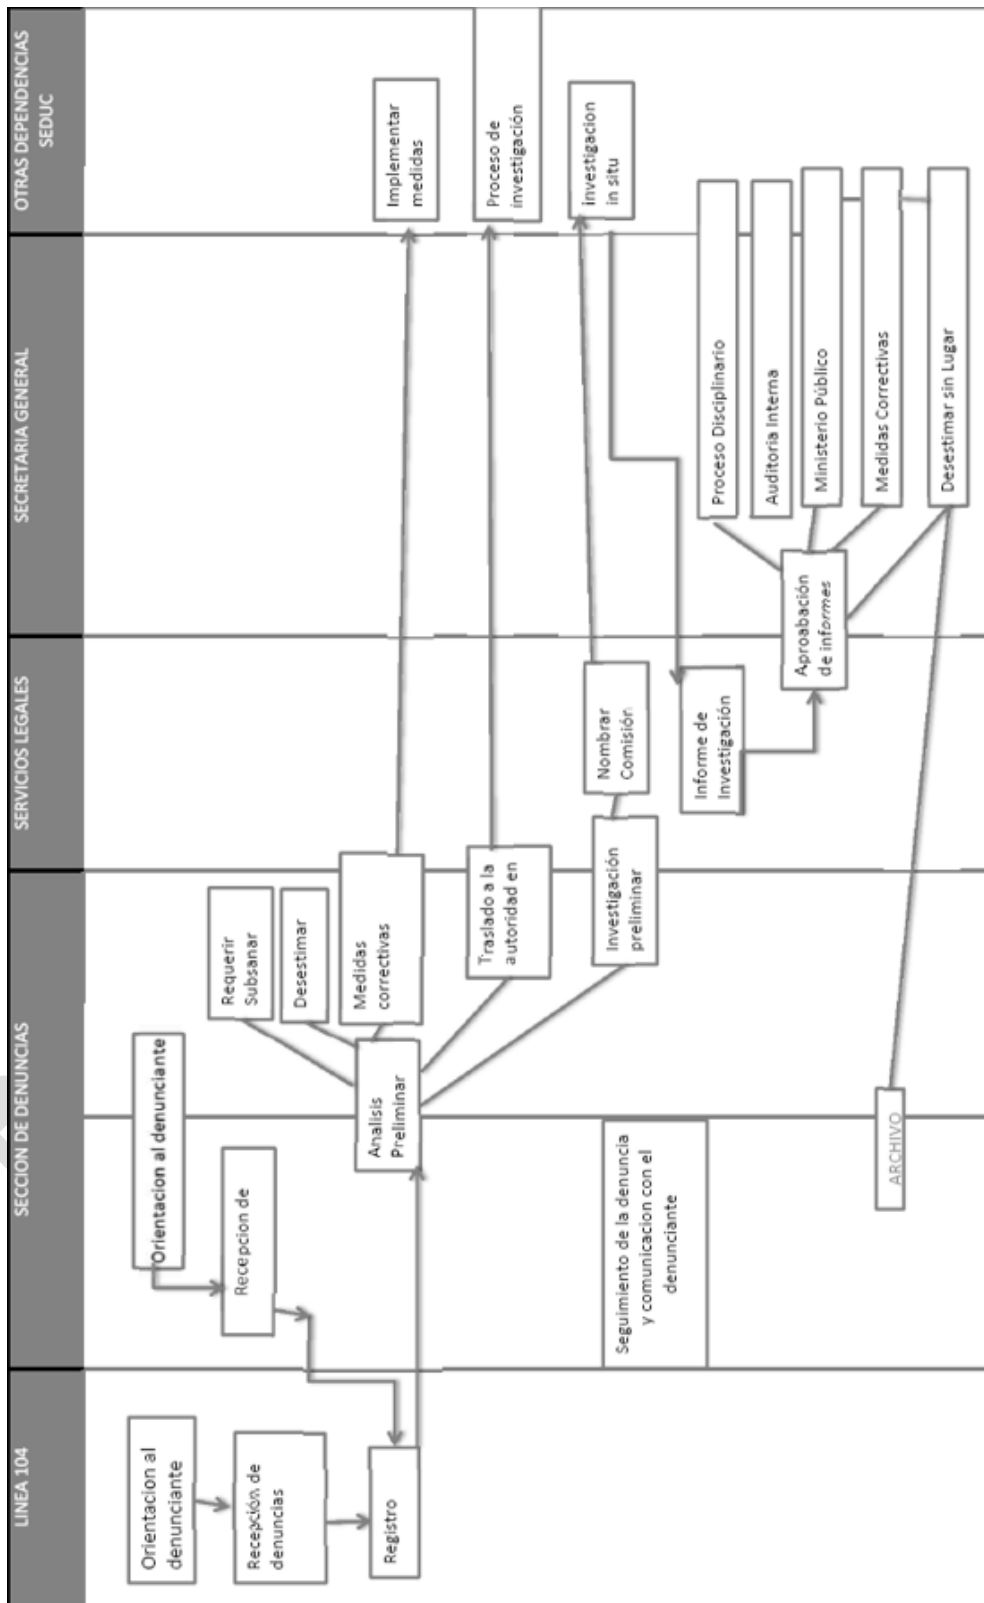 LINEA 104
SECCION DE DENUNCIAS
SERVICIOS LEGALES
SECRETARIA GENERAL
OTRAS DEPENDENCIAS
SEDUC
Orientacion al
denunciante
Recepción de
denuncias
Registro
Orientacion al denunciante
Recepcion de
Analisis
Preliminar
Requerir
Subsanar
Desestimar
Medidas
correctivas
Traslado a la
autoridad en
Investigación
preliminar
Seguimiento de la denuncia
y comunicacion con el
denunciante
ARCHIVO
Nombrar
Comisión
Informe de
Investigación
Aproabación
de informes
Proceso Disciplinario
Auditoria Interna
Ministerio Público
Medidas Correctivas
Desestimar sin Lugar
Implementar
medidas
Proceso de
investigación
investigacion
in situ